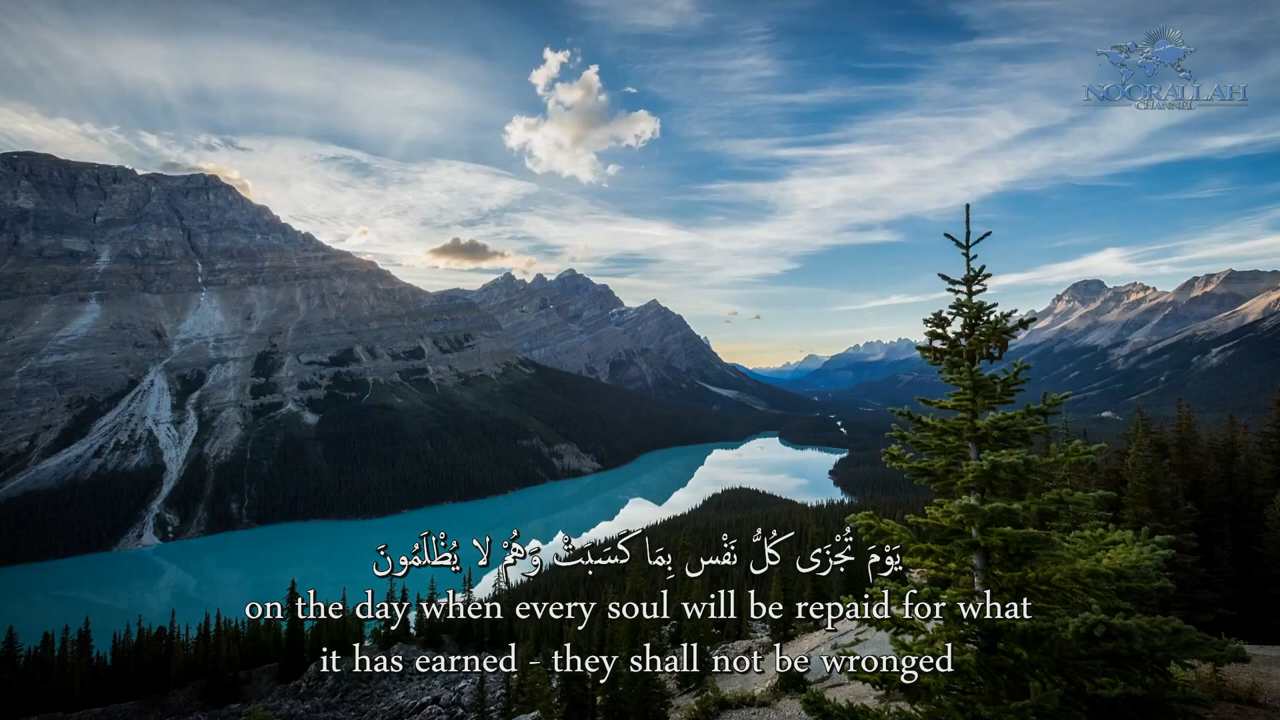 NOORALLAH
CHANNEL
يَوْمَ تُجْزَى كُلُّ نَفْس بِمَا كَسَبَتْ وَهُمْ لا يُظْلَمُونَ
on the day when every soul will be repaid for what
it has earned - they shall not be wronged